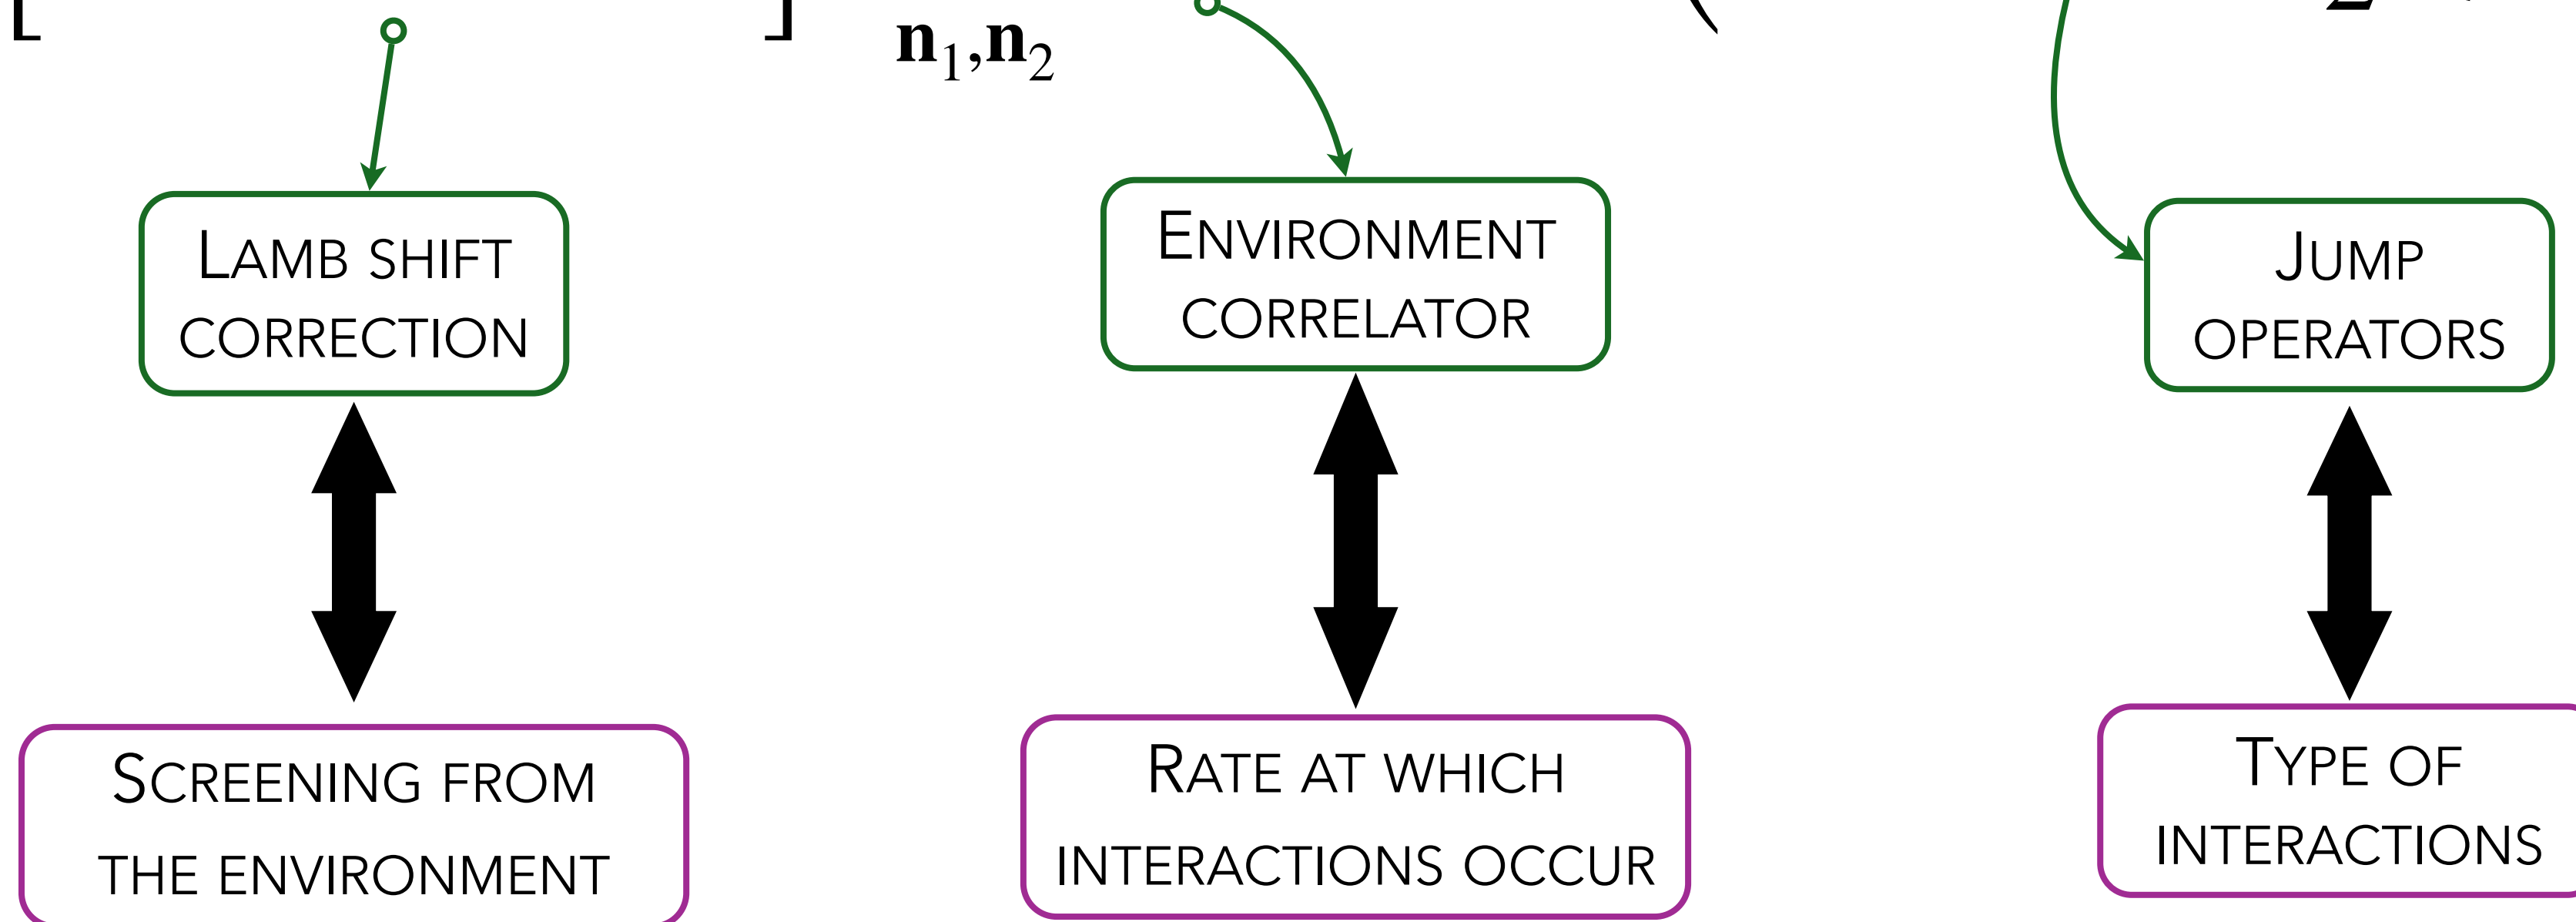 [ ] n₁,n₂ (
LAMB SHIFT
CORRECTION
ENVIRONMENT
CORRELATOR
JUMP
OPERATORS
SCREENING FROM
THE ENVIRONMENT
RATE AT WHICH
INTERACTIONS OCCUR
TYPE OF
INTERACTIONS